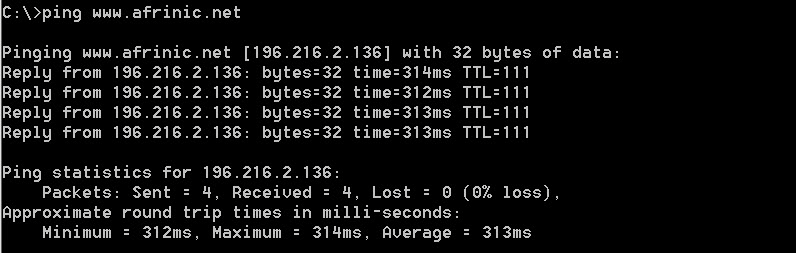 C:\>ping www.afrinic.net
Pinging www.afrinic.net [196.216.2.136] with 32 bytes of data:
Reply from 196.216.2.136: bytes=32 time=314ms TTL=111
Reply from 196.216.2.136: bytes=32 time=312ms TTL=111
Reply from 196.216.2.136: bytes=32 time=313ms TTL=111
Reply from 196.216.2.136: bytes=32 time=313ms TTL=111
Ping statistics for 196.216.2.136:
    Packets: Sent = 4, Received = 4, Lost = 0 (0% loss),
Approximate round trip times in milli-seconds:
    Minimum = 312ms, Maximum = 314ms, Average = 313ms